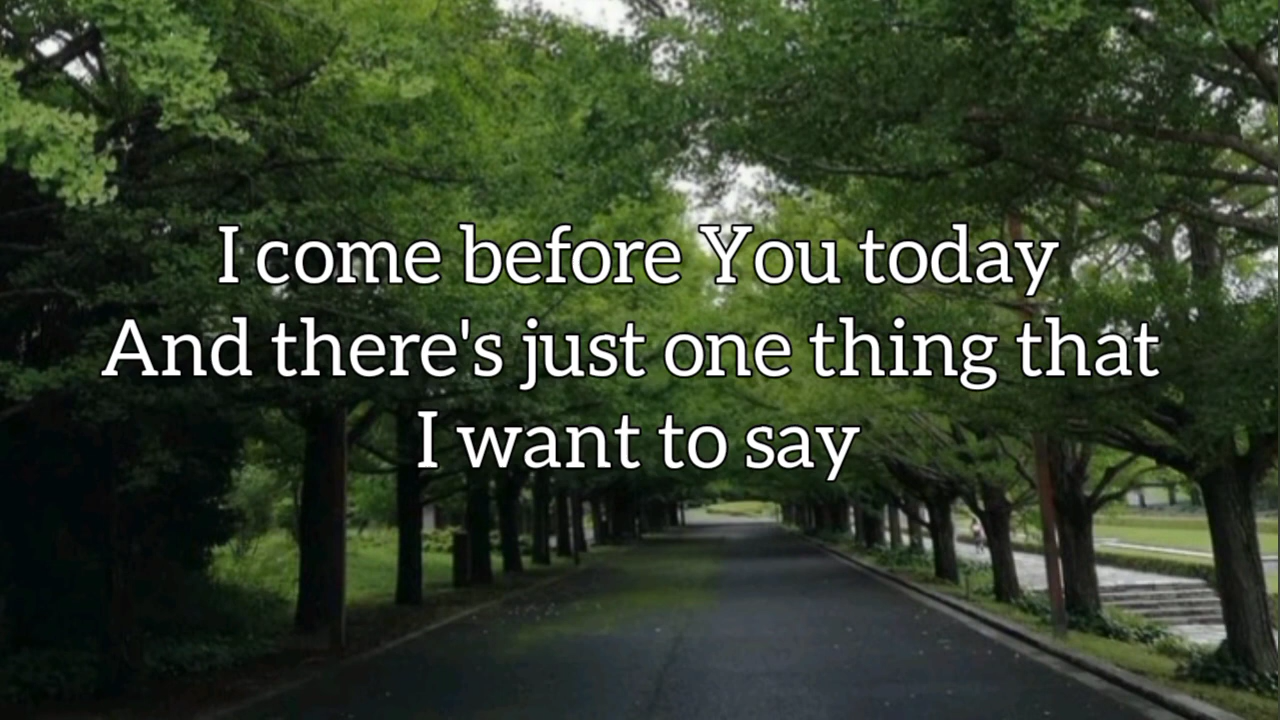 I come before You today
And there's just one thing that
I want to say